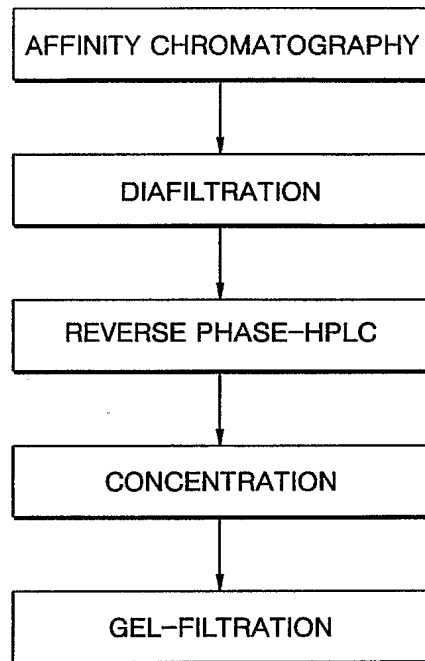 AFFINITY CHROMATOGRAPHY
DIAFILTRATION
REVERSE PHASE-HPLC
CONCENTRATION
GEL-FILTRATION